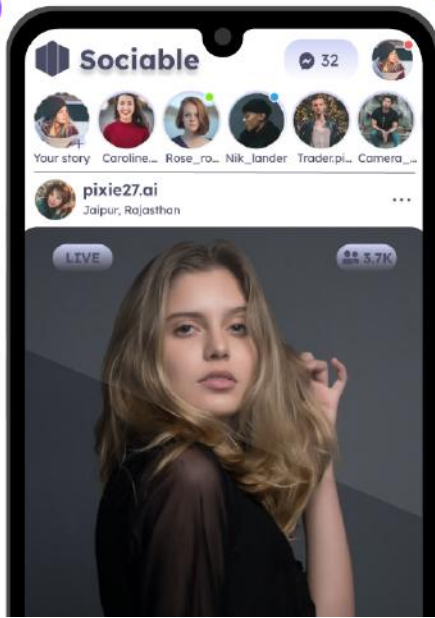 Sociable
32
Your story Caroline... Rose_ro... Nik_lander Trader.pi... Camera_...
pixie27.ai
Jaipur, Rajasthan
LIVE
3.7K